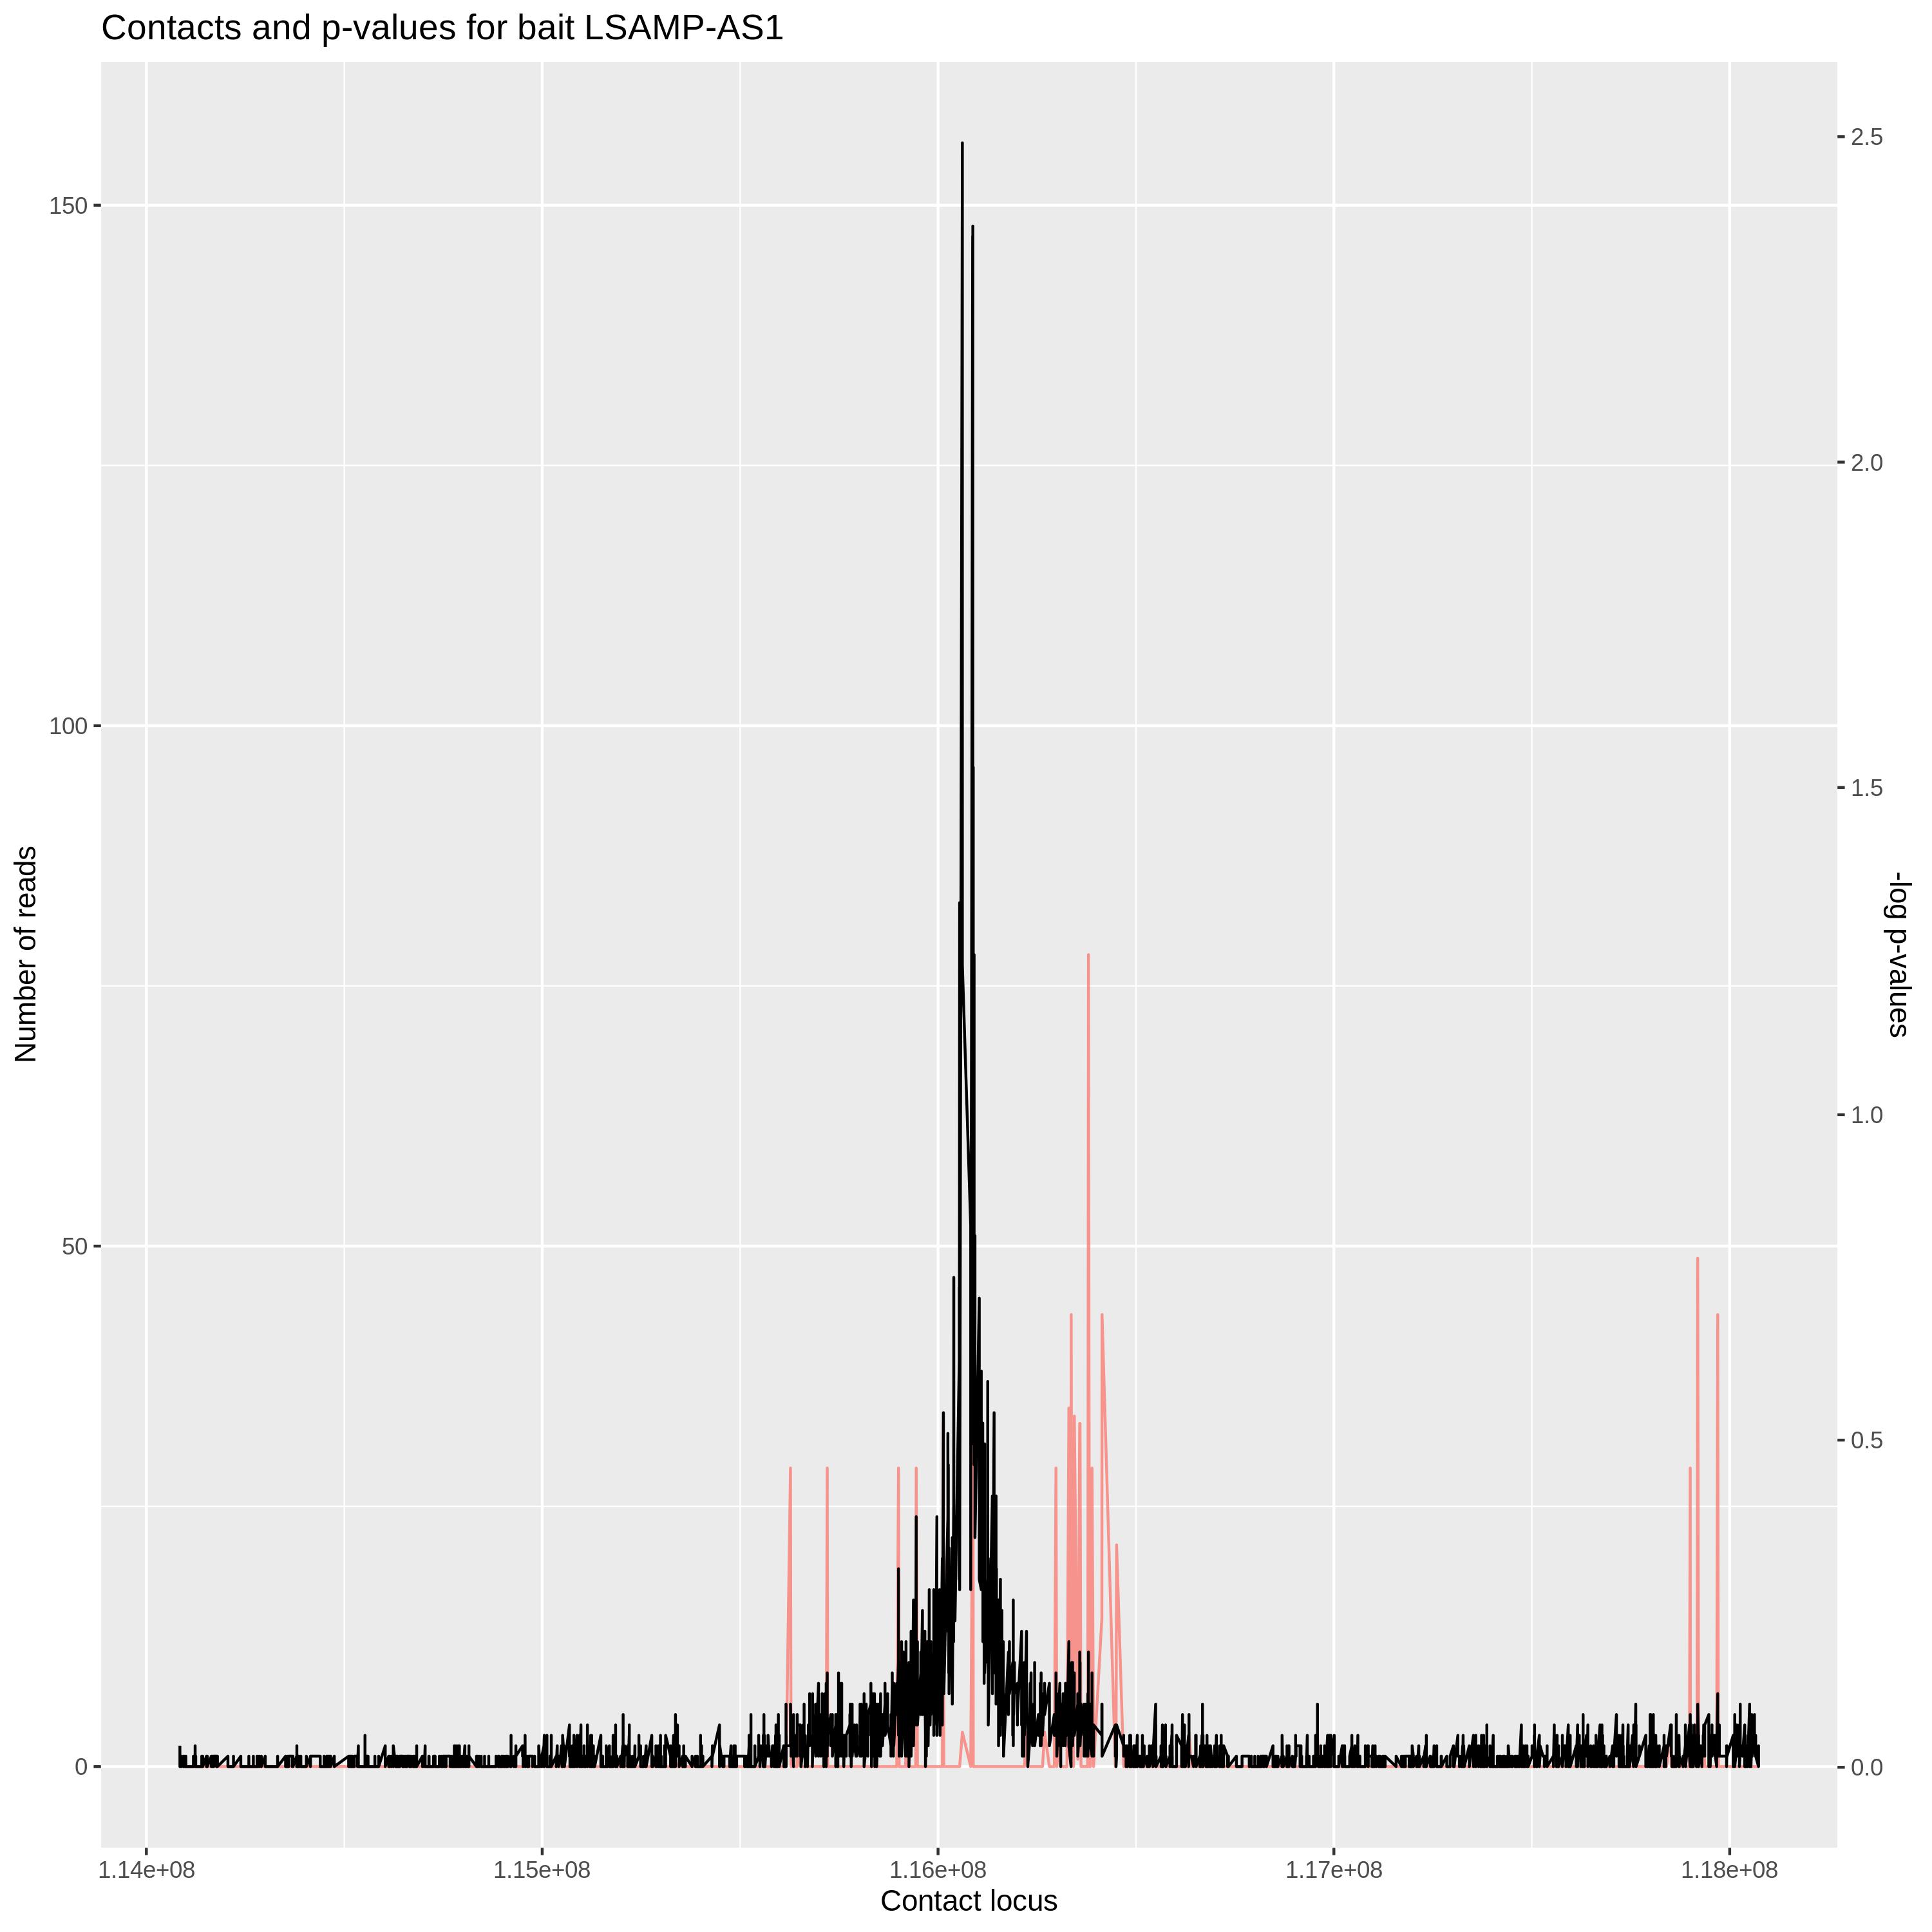 Contacts and p-values for bait LSAMP-AS1
Number of reads
150
100
50
0
2.5
2.0
1.5
1.0
0.5
0.0
-log p-values
1.14e+08
1.15e+08
1.16e+08
1.17e+08
1.18e+08
Contact locus